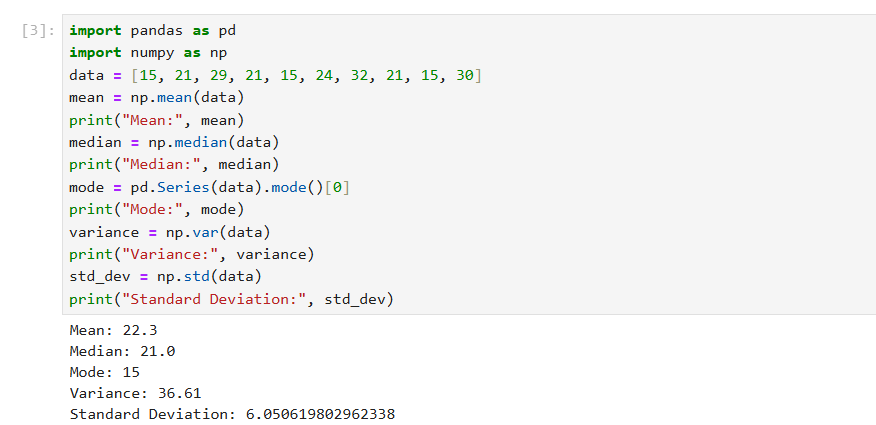 [3]:
import pandas as pd
import numpy as np
data = [15, 21, 29, 21, 15, 24, 32, 21, 15, 30]
mean = np.mean(data)
print("Mean:", mean)
median = np.median(data)
print("Median:", median)
mode = pd.Series(data).mode()[0]
print("Mode:", mode)
variance = np.var(data)
print("Variance:", variance)
std_dev = np.std(data)
print("Standard Deviation:", std_dev)
Mean: 22.3
Median: 21.0
Mode: 15
Variance: 36.61
Standard Deviation: 6.050619802962338